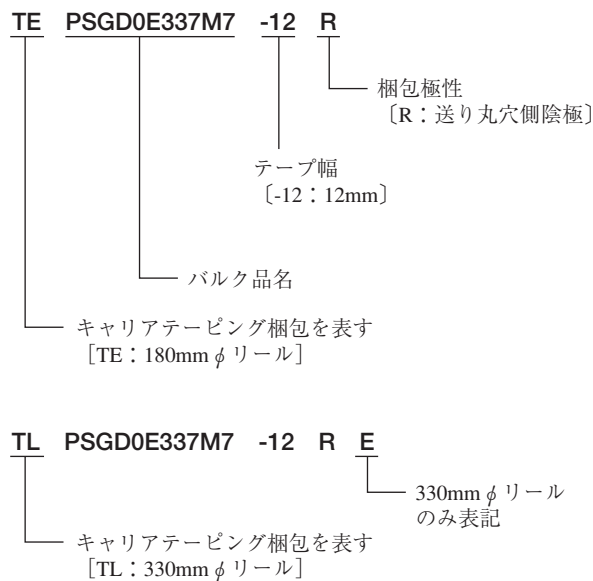 TE PSGD0E337M7 -12 R
梱包極性
〔R：送り丸穴側陰極〕
テープ幅
〔-12：12mm〕
バルク品名
キャリアテーピング梱包を表す
［TE：180mmφリール］
TL PSGD0E337M7 -12 R E
330mmφリール
のみ表記
キャリアテーピング梱包を表す
［TL：330mmφリール］